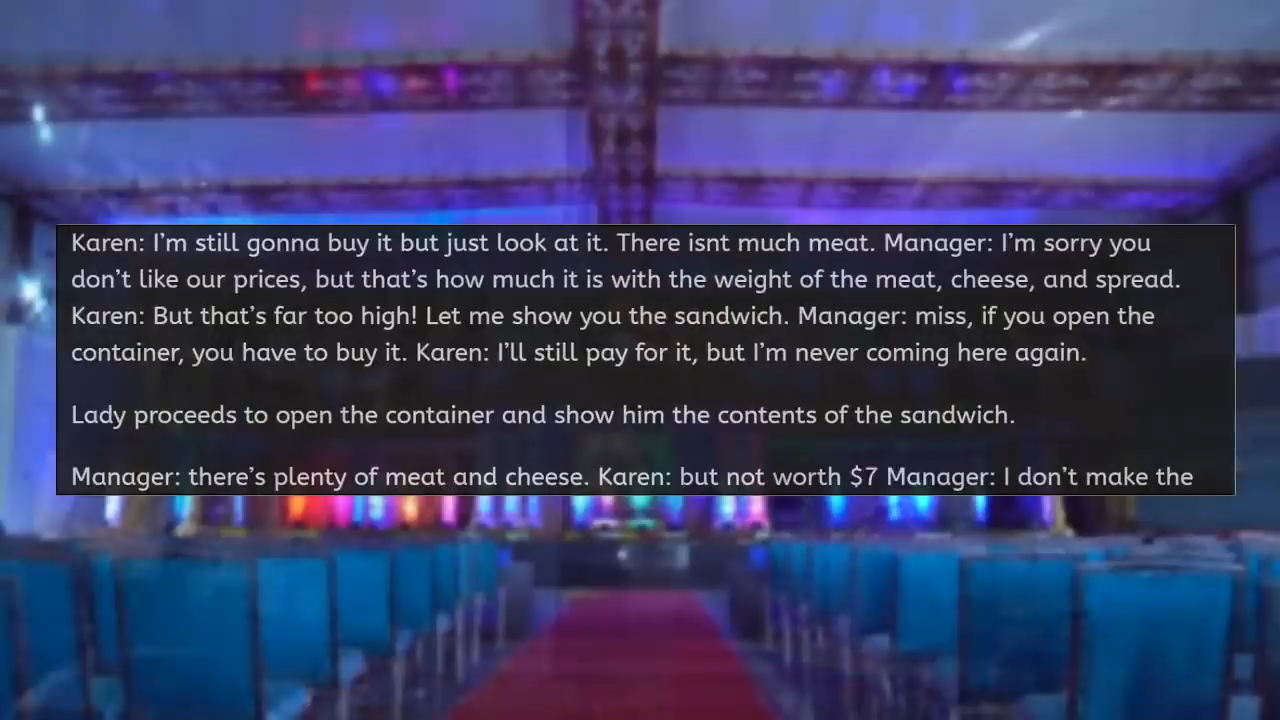 Karen: I’m still gonna buy it but just look at it. There isnt much meat. Manager: I’m sorry you
don’t like our prices, but that’s how much it is with the weight of the meat, cheese, and spread.
Karen: But that’s far too high! Let me show you the sandwich. Manager: miss, if you open the
container, you have to buy it. Karen: I’ll still pay for it, but I’m never coming here again.
Lady proceeds to open the container and show him the contents of the sandwich.
Manager: there’s plenty of meat and cheese. Karen: but not worth $7 Manager: I don’t make the